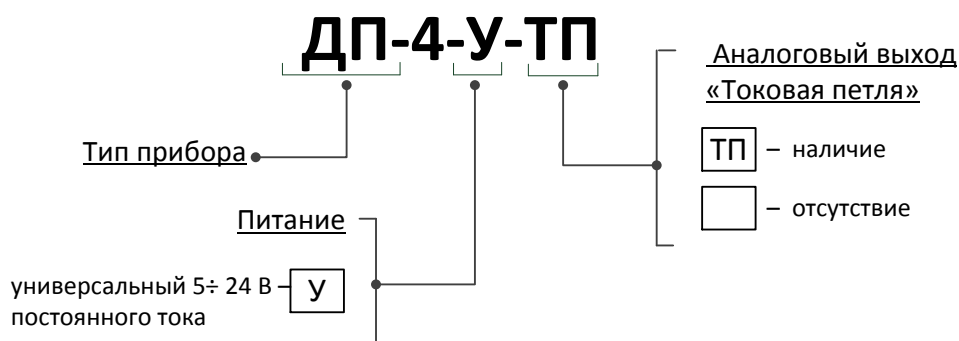 ДП-4-У-ТП
Аналоговый выход
«Токовая петля»
ТП – наличие
– отсутствие
Тип прибора
Питание
универсальный 5÷ 24 В – У
постоянного тока